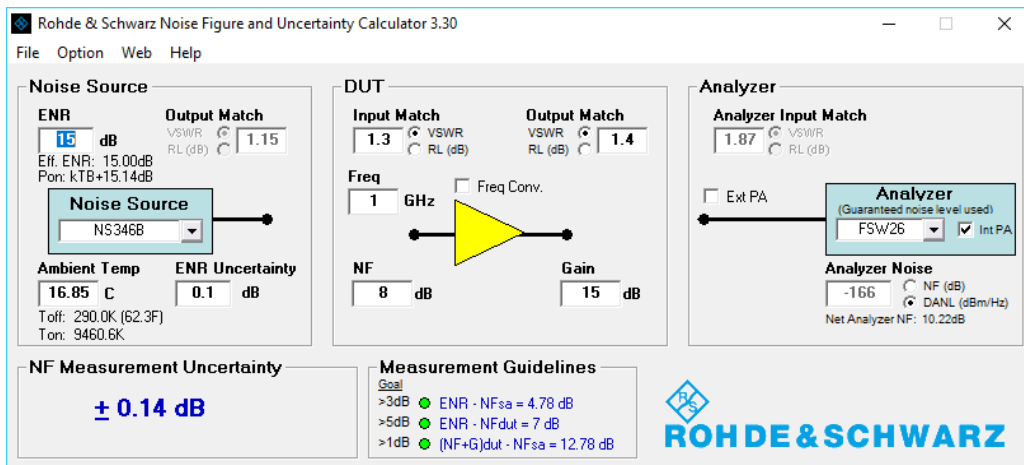 Rohde & Schwarz Noise Figure and Uncertainty Calculator 3.30
File Option Web Help
Noise Source
ENR
15 dB
Eff. ENR: 15.00dB
Pon: kTB+15.14dB
Output Match
VSWR
RL (dB)
1.15
Noise Source
NS346B
Ambient Temp
16.85 C
Toff: 290.0K (62.3F)
Ton: 9460.6K
ENR Uncertainty
0.1 dB
DUT
Input Match
1.3 VSWR
RL (dB)
Output Match
VSWR
RL (dB)
1.4
Freq
1 GHz
Freq Conv.
NF
8 dB
Gain
15 dB
Analyzer
Analyzer Input Match
1.87 VSWR
RL (dB)
Ext PA
Analyzer
(Guaranteed noise level used)
FSW26 Int PA
Analyzer Noise
-166 NF (dB)
DANL (dBm/Hz)
Net Analyzer NF: 10.22dB
NF Measurement Uncertainty
± 0.14 dB
Measurement Guidelines
Goal
>3dB ENR - NFsa = 4.78 dB
>5dB ENR - NFdut = 7 dB
>1dB (NF+G)dut - NFsa = 12.78 dB
R S
ROHDE & SCHWARZ